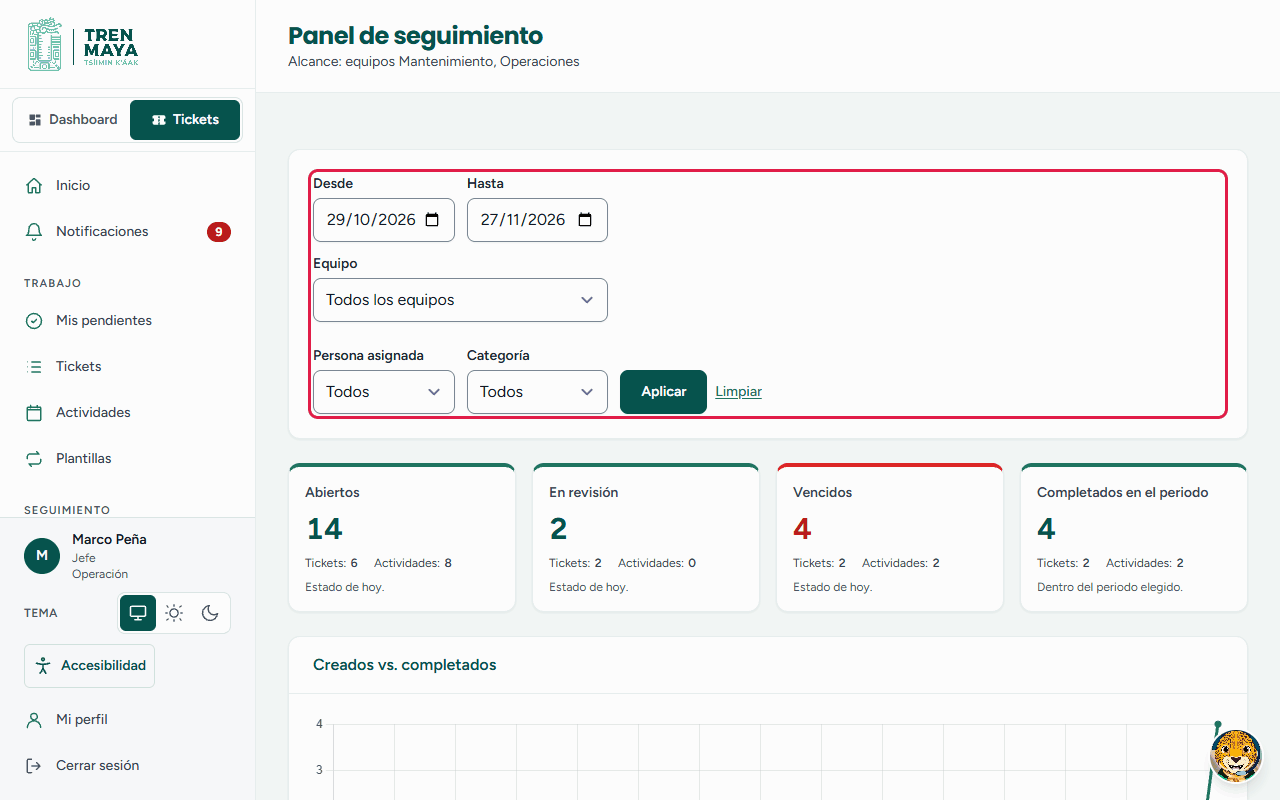 TREN
MAYA
TSÍIMIN K'ÁAK
Dashboard
Tickets
Inicio
Notificaciones
9
TRABAJO
Mis pendientes
Tickets
Actividades
Plantillas
SEGUIMIENTO
M
Marco Peña
Jefe
Operación
TEMA
Accesibilidad
Mi perfil
Cerrar sesión
Panel de seguimiento
Alcance: equipos Mantenimiento, Operaciones
Desde
Hasta
29/10/2026
27/11/2026
Equipo
Todos los equipos
Persona asignada
Categoría
Todos
Todos
Aplicar
Limpiar
Abiertos
14
Tickets: 6 Actividades: 8
Estado de hoy.
En revisión
2
Tickets: 2 Actividades: 0
Estado de hoy.
Vencidos
4
Tickets: 2 Actividades: 2
Estado de hoy.
Completados en el periodo
4
Tickets: 2 Actividades: 2
Dentro del periodo elegido.
Creados vs. completados
4
3